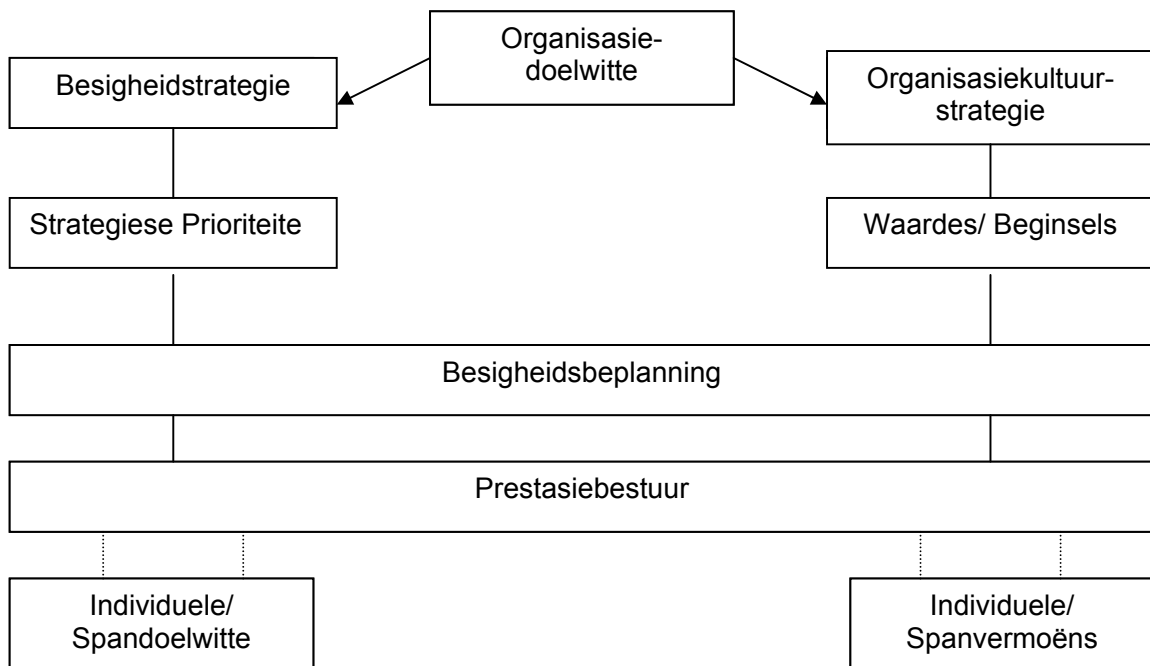 Organisasie-
doelwitte
Besigheidstrategie
Organisasiekultuur-
strategie
Strategiese Prioriteite
Waardes/ Beginsels
Besigheidsbeplanning
Prestasiebestuur
Individuele/
Spandoelwitte
Individuele/
Spanvermoëns